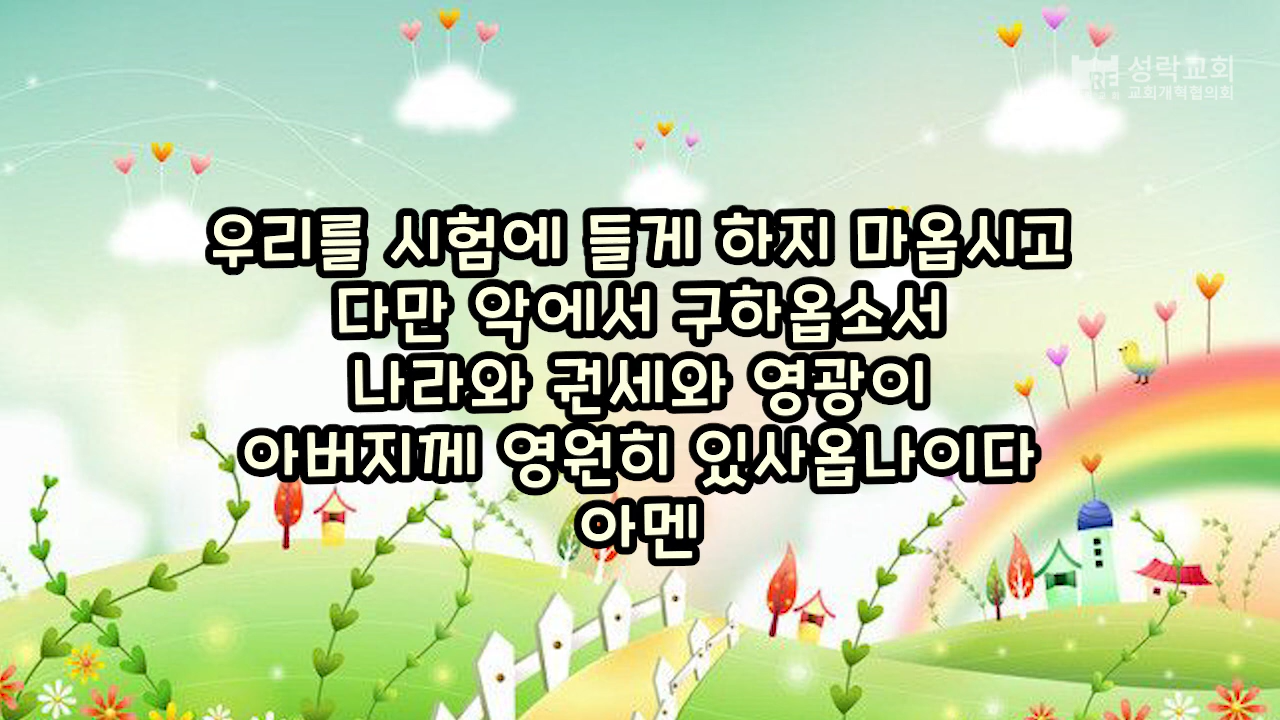 성락교회
교회개혁협의회
우리를 시험에 들게 하지 마옵시고
다만 악에서 구하옵소서
나라와 권세와 영광이
아버지께 영원히 있사옵나이다
아멘